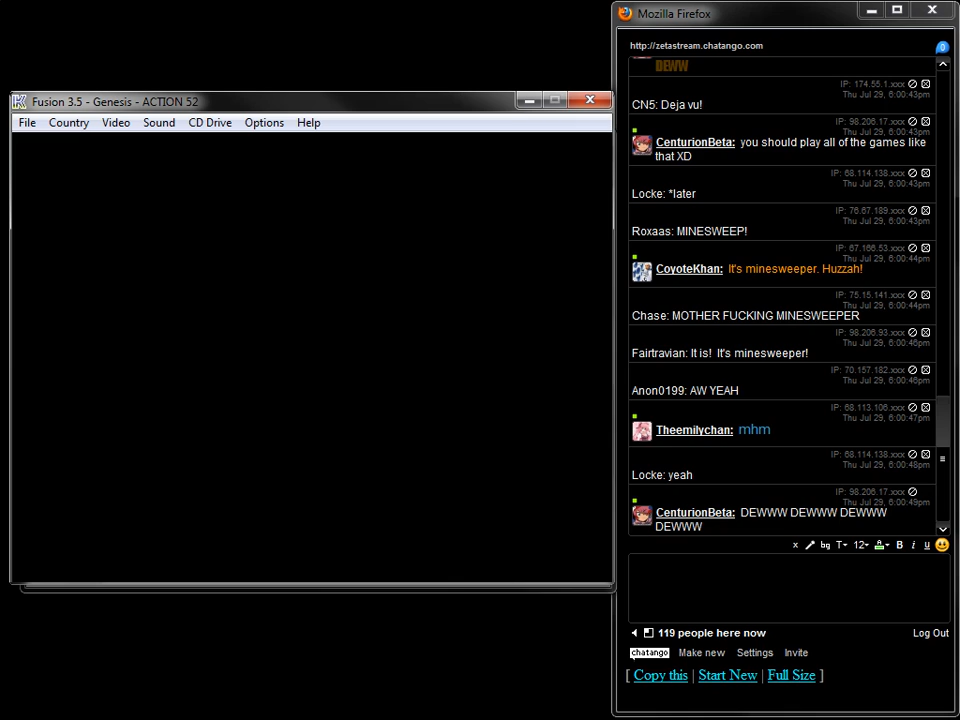 Mozilla Firefox
http://zetastream.chatango.com
0
DEWW
IP: 174.55.1.xxx
Thu Jul 29, 6:00:43pm
CN5: Deja vu!
IP: 98.206.17.xxx
Thu Jul 29, 6:00:43pm
CenturionBeta: you should play all of the games like
that XD
IP: 68.114.138.xxx
Thu Jul 29, 6:00:43pm
Locke: *later
IP: 76.67.189.xxx
Thu Jul 29, 6:00:43pm
Roxaas: MINESWEEP!
IP: 67.166.53.xxx
Thu Jul 29, 6:00:44pm
CoyoteKhan: It's minesweeper. Huzzah!
IP: 75.15.141.xxx
Thu Jul 29, 6:00:44pm
Chase: MOTHER FUCKING MINESWEEPER
IP: 98.206.93.xxx
Thu Jul 29, 6:00:46pm
Fairtravian: It is! It's minesweeper!
IP: 70.157.182.xxx
Thu Jul 29, 6:00:46pm
Anon0199: AW YEAH
IP: 68.113.106.xxx
Thu Jul 29, 6:00:47pm
Theemilychan: mhm
IP: 68.114.138.xxx
Thu Jul 29, 6:00:48pm
Locke: yeah
IP: 98.206.17.xxx
Thu Jul 29, 6:00:49pm
CenturionBeta: DEWWW DEWWW DEWWW
DEWWW
x bg T 12 a B i u
119 people here now Log Out
chatango Make new Settings Invite
[ Copy this | Start New | Full Size ]
Fusion 3.5 - Genesis - ACTION 52
File Country Video Sound CD Drive Options Help